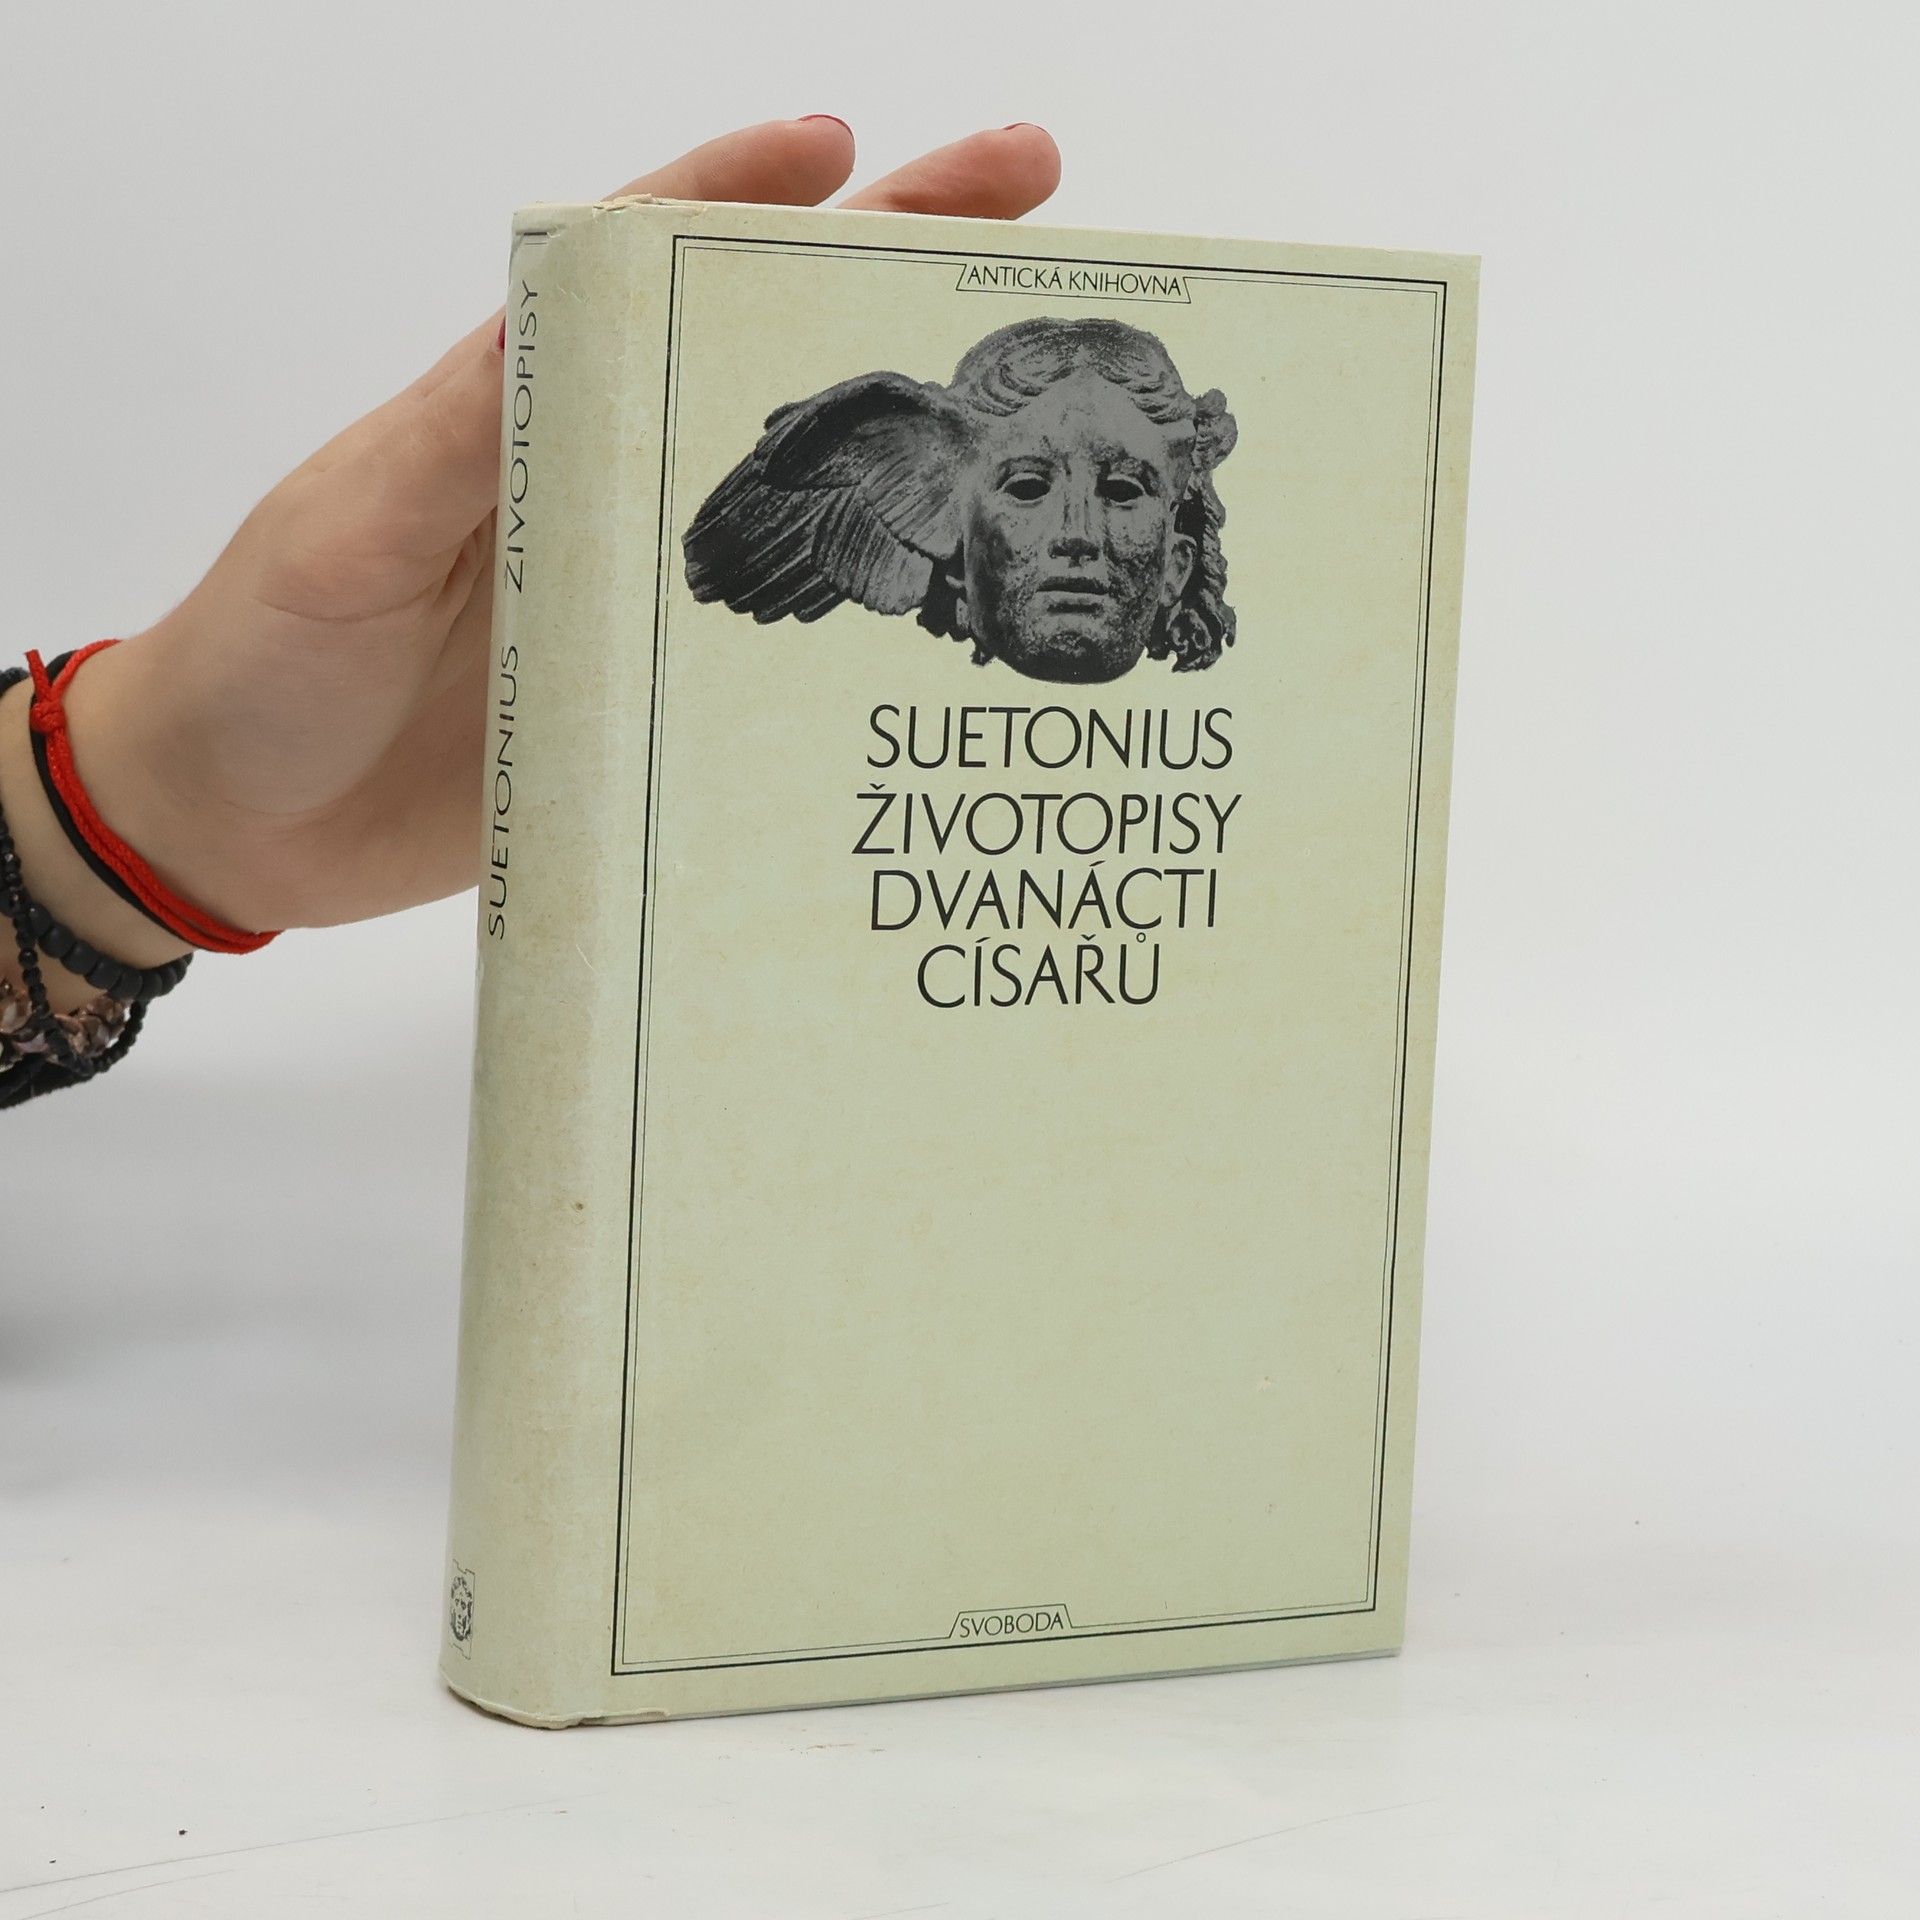 SUETONIUS ŽIVOTOPISY
ANTICKÁ KNIHOVNA
SUETONIUS
ŽIVOTOPISY
DVANÁCTI
CÍSAŘŮ
SVOBODA